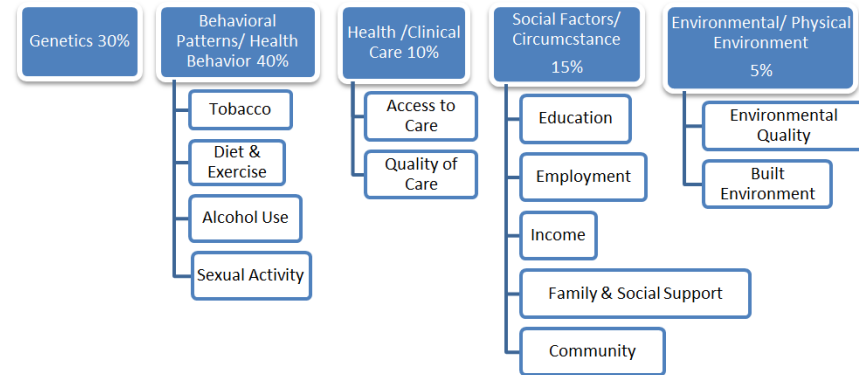 Genetics 30%
Behavioral
Patterns/ Health
Behavior 40%
Tobacco
Diet &
Exercise
Alcohol Use
Sexual Activity
Health /Clinical
Care 10%
Access to
Care
Quality of
Care
Social Factors/
Circumcstance
15%
Education
Employment
Income
Family & Social Support
Community
Environmental/ Physical
Environment
5%
Environmental
Quality
Built
Environment